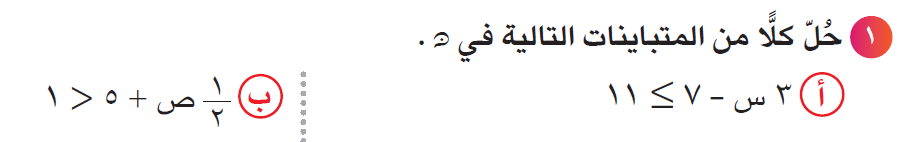 ١ حُلّ كلًّا من المتباينات التالية في ن .
أ ٣ س – ٧ ≤ ١١
ب ١/٢ ص + ٥ < ١